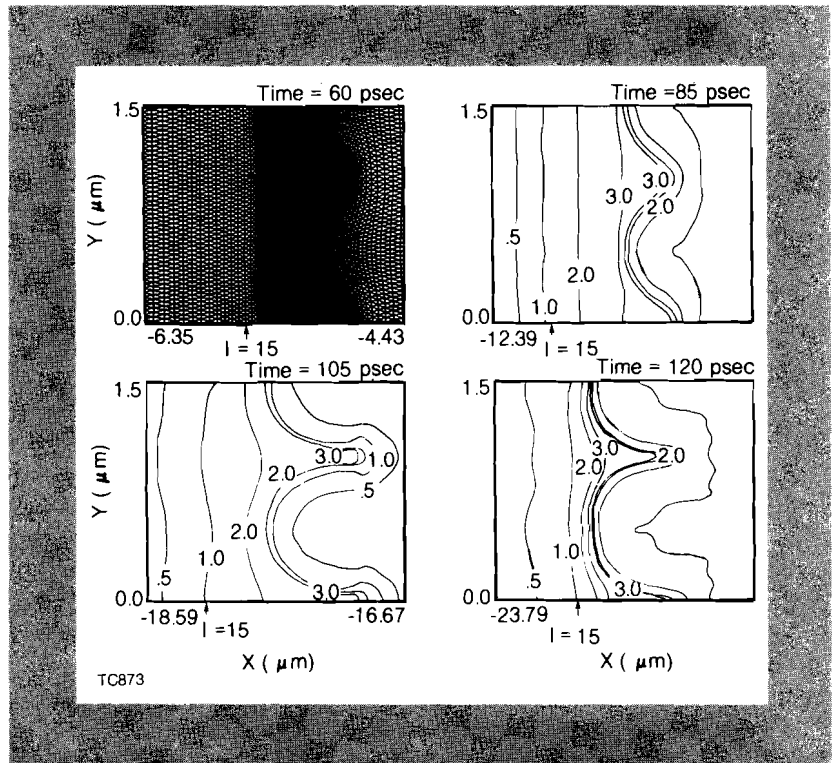 Time = 60 psec
1.5
Y ( μm)
0.0
-6.35
-4.43
I = 15
Time =85 psec
1.5
3.0
3.0
2.0
.5
2.0
1.0
0.0
-12.39
I = 15
Time = 105 psec
1.5
3.0
1.0
2.0
.5
2.0
1.0
.5
3.0
Y ( μm)
0.0
-18.59
-16.67
I =15
X ( μm)
Time =120 psec
1.5
3.0
2.0
2.0
2.0
1.0
.5
3.0
0.0
-23.79
I = 15
X ( μm)
TC873